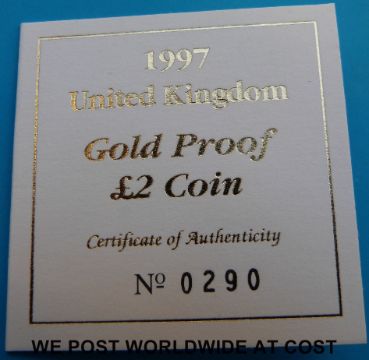 1997
United Kingdom
Gold Proof
£2 Coin
Certificate of Authenticity
Nº 0290
WE POST WORLDWIDE AT COST